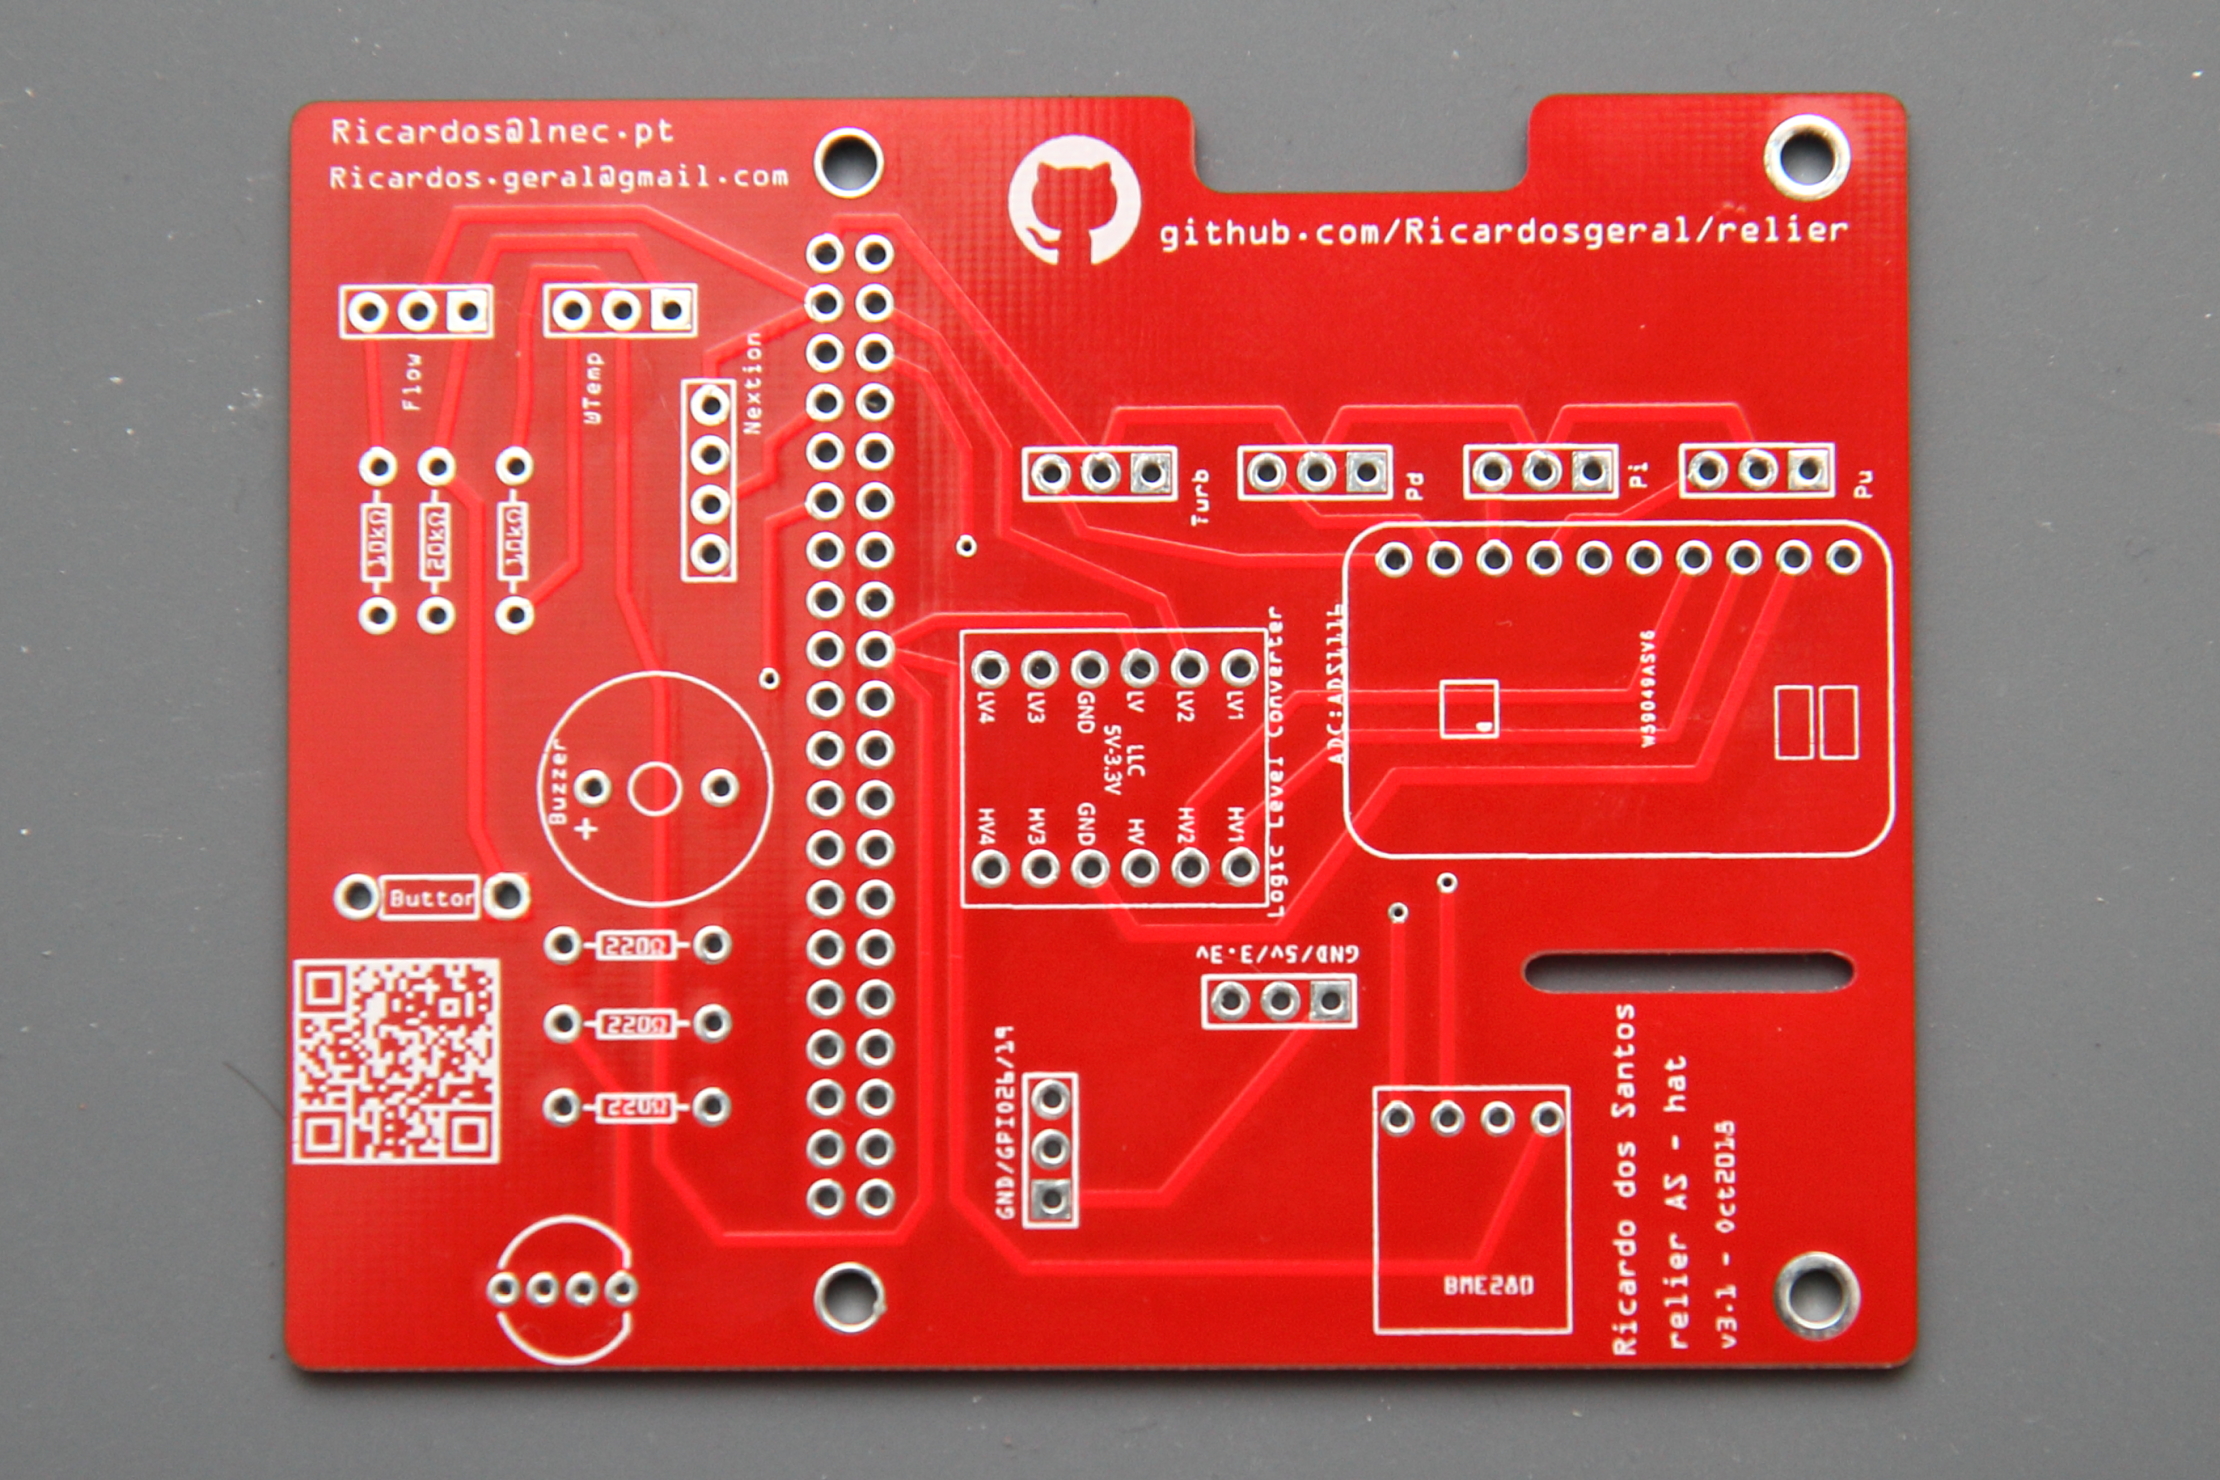 Ricardos@lnec.pt
Ricardos.geral@gmail.com
github.com/Ricardosgeral/relier
Flow
WTemp
Nextion
Turb
Pd
Pi
Pu
10kΩ
20kΩ
10kΩ
LV4
LV3
GND
LV
LV2
LV1
LLC
5V-3.3V
HV4
HV3
GND
HV
HV2
HV1
Logic Level Converter
ADC:ADS1115
WS9049ASV6
Buzzer
+
Button
220Ω
220Ω
220Ω
GND/5v/3.3v
GND/GPIO26/19
BME280
Ricardo dos Santos
relier AS - hat
v3.1 - Oct2018